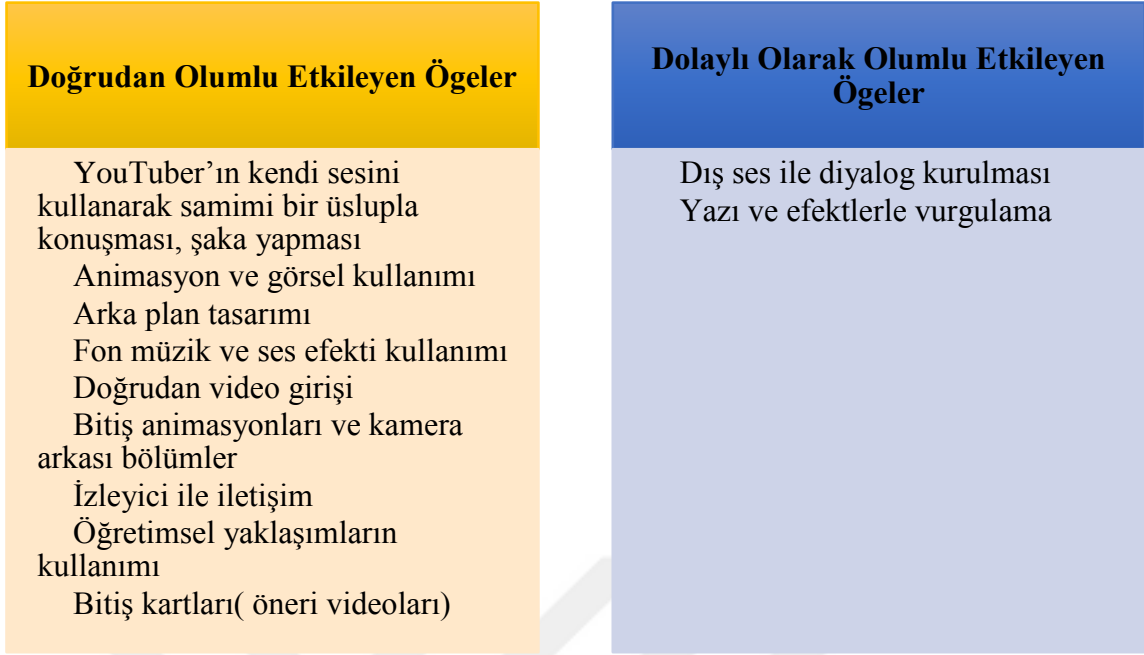 Doğrudan Olumlu Etkileyen Ögeler
YouTuber’ın kendi sesini
kullanarak samimi bir üslupla
konuşması, şaka yapması
Animasyon ve görsel kullanımı
Arka plan tasarımı
Fon müzik ve ses efekti kullanımı
Doğrudan video girişi
Bitiş animasyonları ve kamera
arkası bölümler
İzleyici ile iletişim
Öğretimsel yaklaşımların
kullanımı
Bitiş kartları( öneri videoları)
Dolaylı Olarak Olumlu Etkileyen
Ögeler
Dış ses ile diyalog kurulması
Yazı ve efektlerle vurgulama